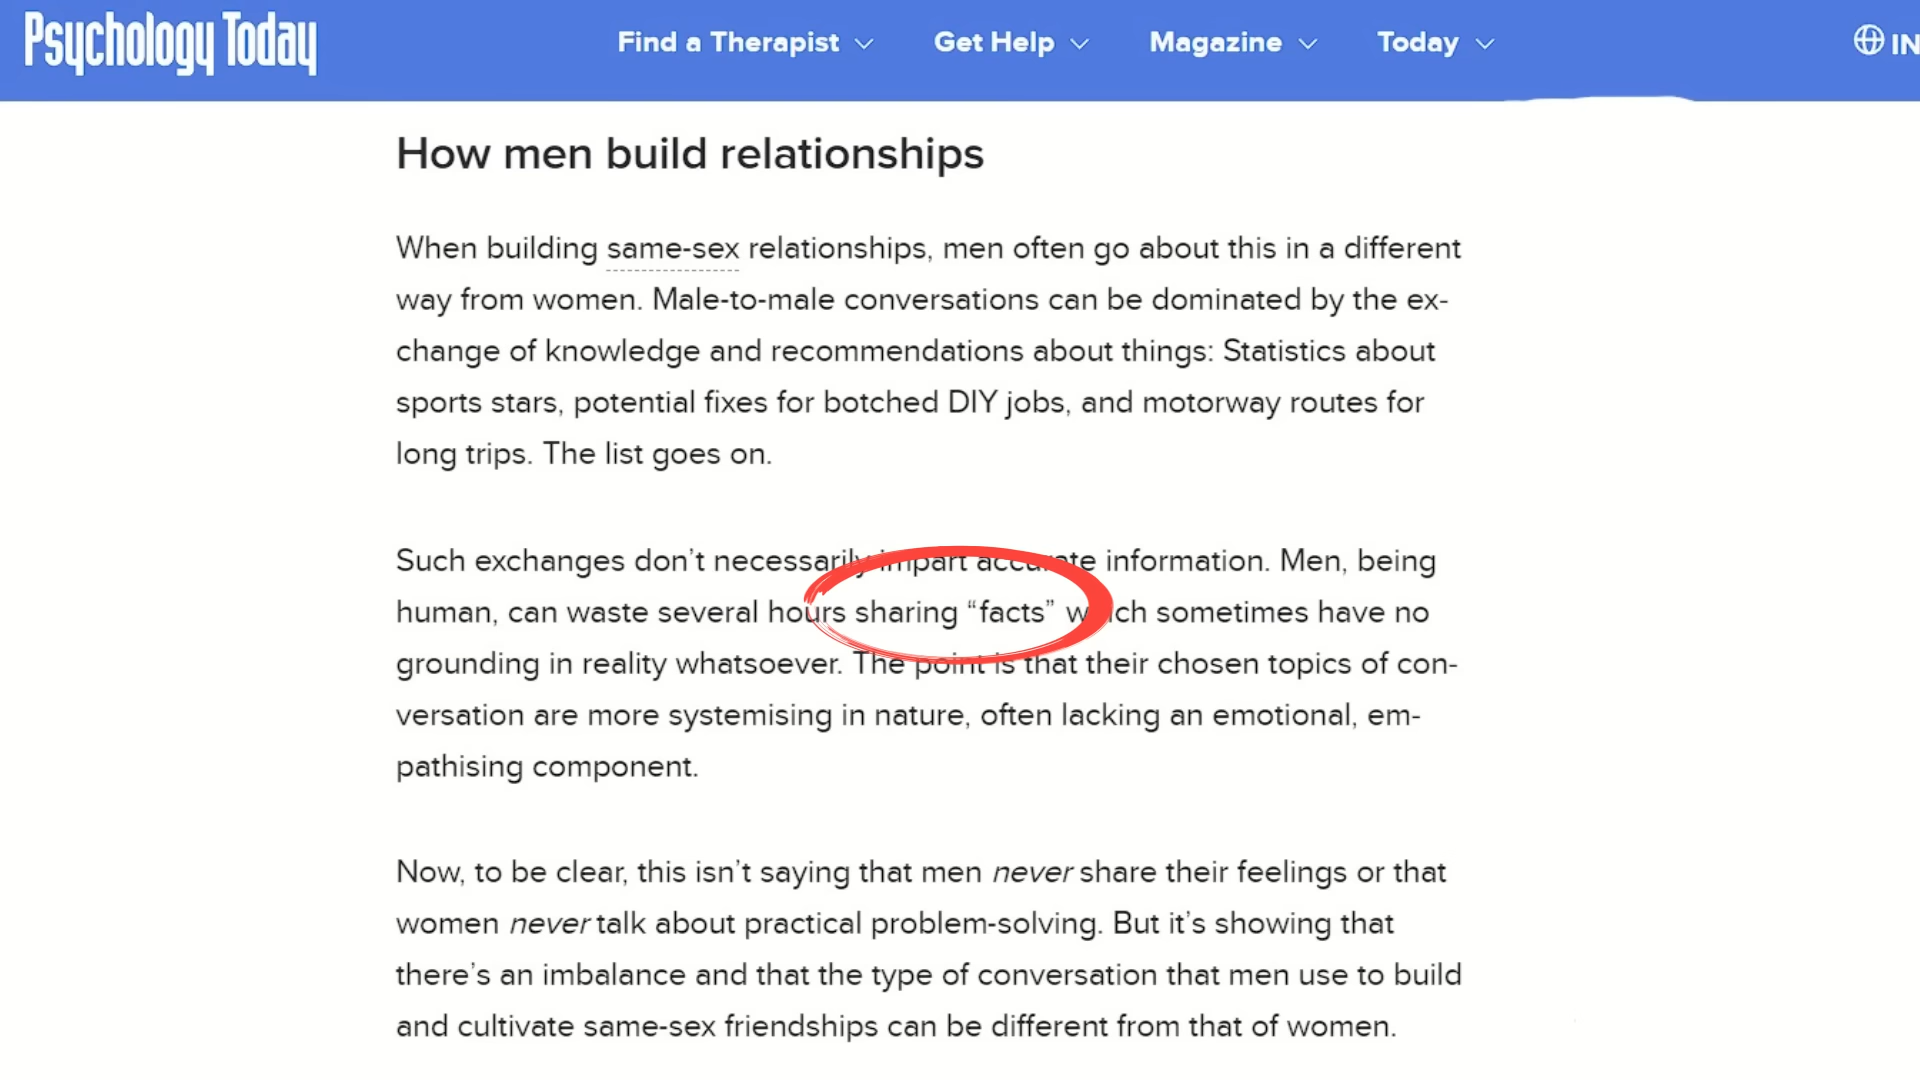 Psychology Today
Find a Therapist
Get Help
Magazine
Today
IN
How men build relationships
When building same-sex relationships, men often go about this in a different
way from women. Male-to-male conversations can be dominated by the ex-
change of knowledge and recommendations about things: Statistics about
sports stars, potential fixes for botched DIY jobs, and motorway routes for
long trips. The list goes on.
Such exchanges don’t necessarily impart accurate information. Men, being
human, can waste several hours sharing “facts” which sometimes have no
grounding in reality whatsoever. The point is that their chosen topics of con-
versation are more systemising in nature, often lacking an emotional, em-
pathising component.
Now, to be clear, this isn’t saying that men never share their feelings or that
women never talk about practical problem-solving. But it’s showing that
there’s an imbalance and that the type of conversation that men use to build
and cultivate same-sex friendships can be different from that of women.